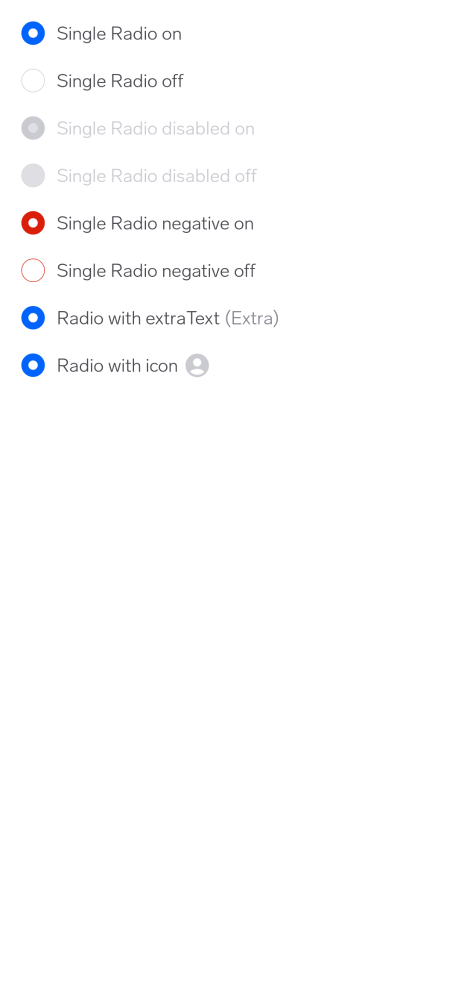 Single Radio on
Single Radio off
Single Radio disabled on
Single Radio disabled off
Single Radio negative on
Single Radio negative off
Radio with extraText (Extra)
Radio with icon